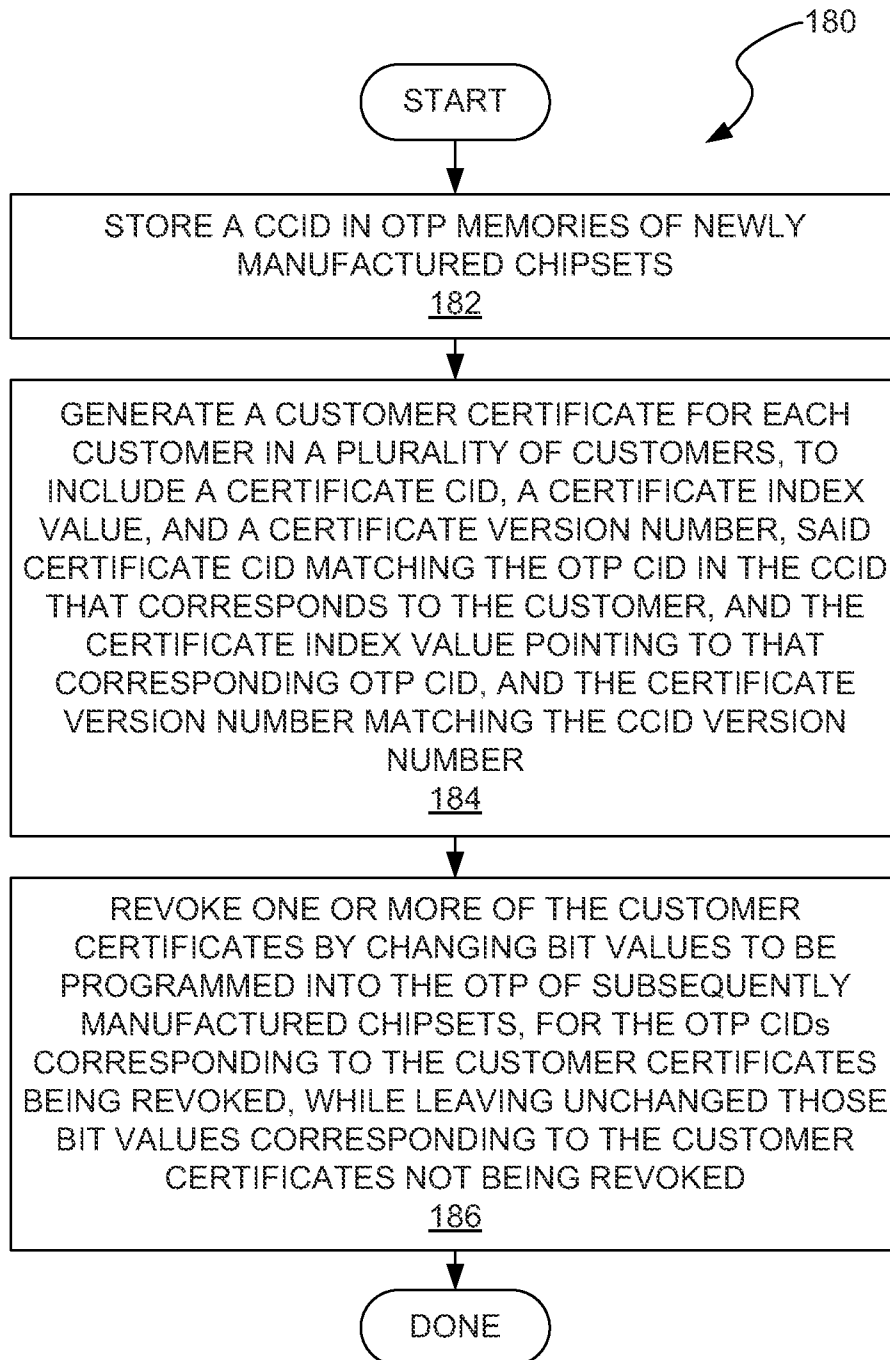 180
START
STORE A CCID IN OTP MEMORIES OF NEWLY
MANUFACTURED CHIPSETS
182
GENERATE A CUSTOMER CERTIFICATE FOR EACH
CUSTOMER IN A PLURALITY OF CUSTOMERS, TO
INCLUDE A CERTIFICATE CID, A CERTIFICATE INDEX
VALUE, AND A CERTIFICATE VERSION NUMBER, SAID
CERTIFICATE CID MATCHING THE OTP CID IN THE CCID
THAT CORRESPONDS TO THE CUSTOMER, AND THE
CERTIFICATE INDEX VALUE POINTING TO THAT
CORRESPONDING OTP CID, AND THE CERTIFICATE
VERSION NUMBER MATCHING THE CCID VERSION
NUMBER
184
REVOKE ONE OR MORE OF THE CUSTOMER
CERTIFICATES BY CHANGING BIT VALUES TO BE
PROGRAMMED INTO THE OTP OF SUBSEQUENTLY
MANUFACTURED CHIPSETS, FOR THE OTP CIDs
CORRESPONDING TO THE CUSTOMER CERTIFICATES
BEING REVOKED, WHILE LEAVING UNCHANGED THOSE
BIT VALUES CORRESPONDING TO THE CUSTOMER
CERTIFICATES NOT BEING REVOKED
186
DONE